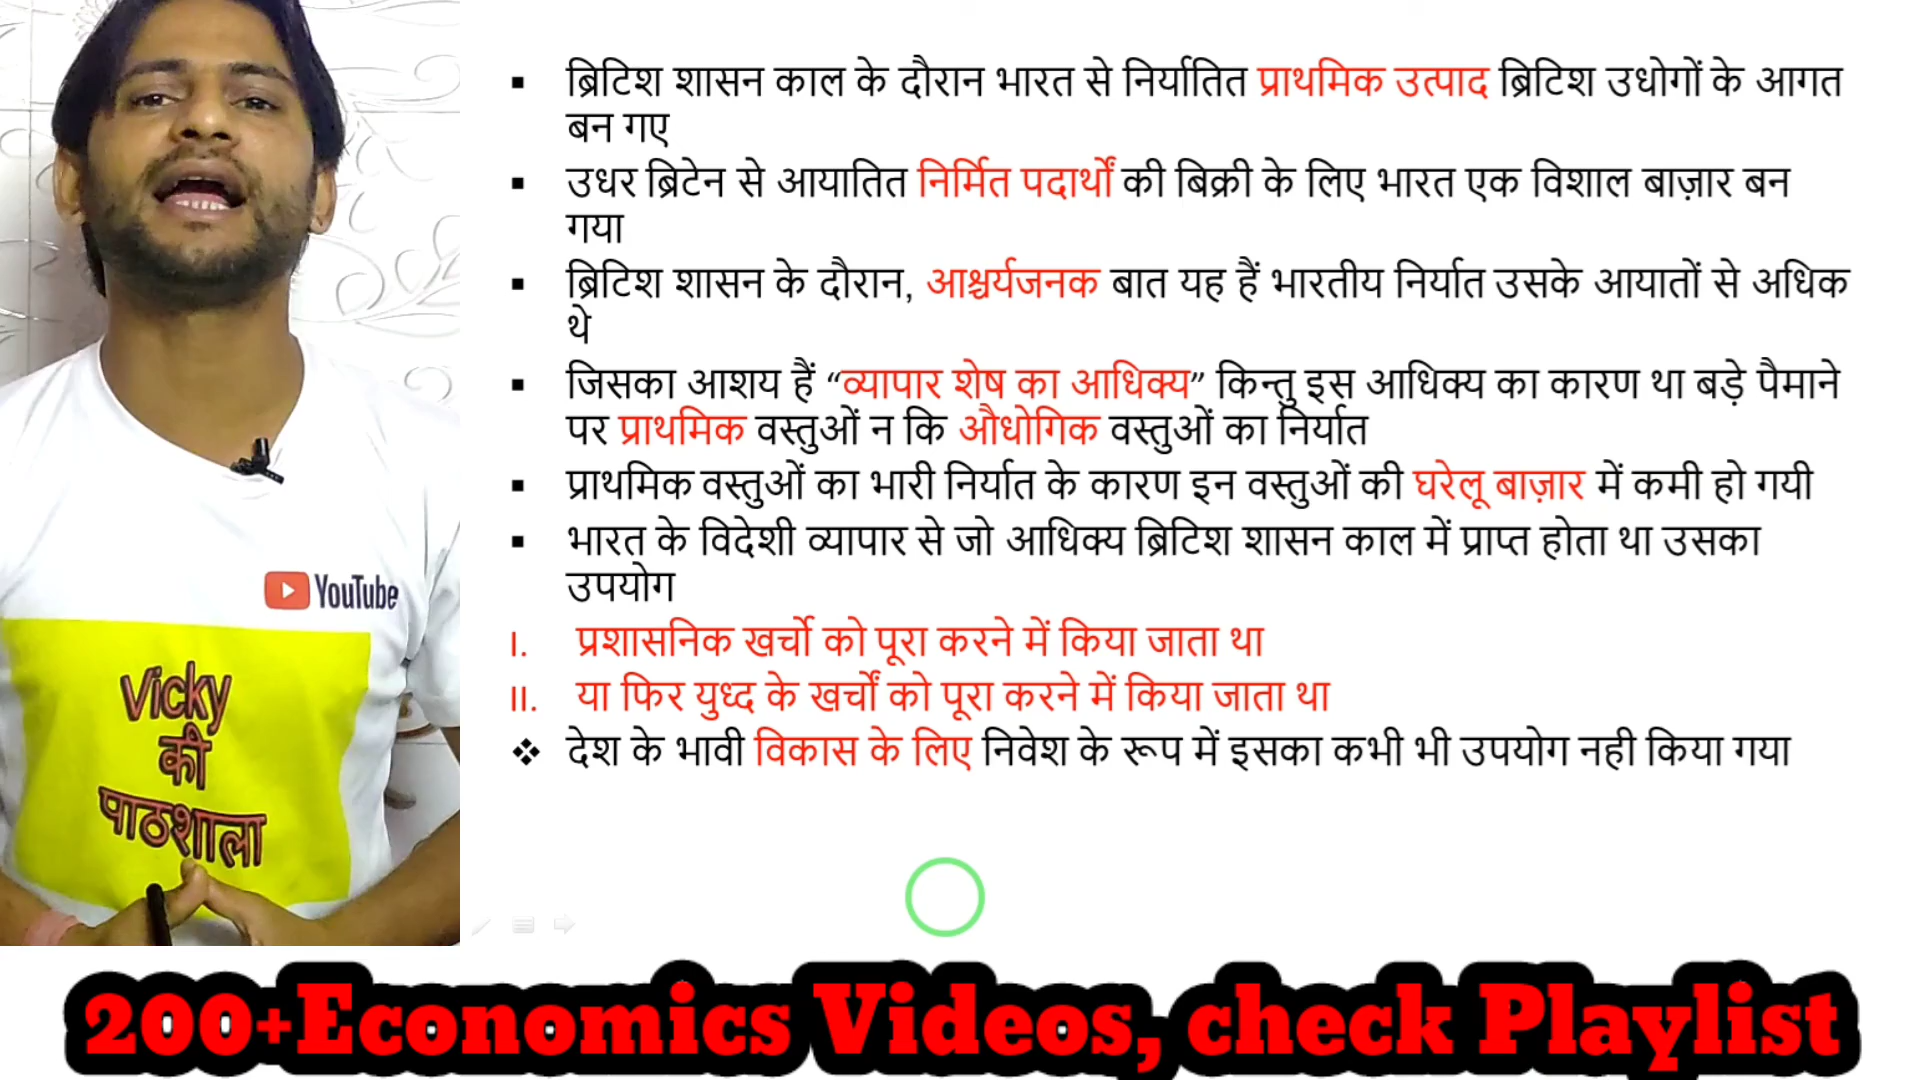 ब्रिटिश शासन काल के दौरान भारत से निर्यातित प्राथमिक उत्पाद ब्रिटिश उधोगों के आगत
बन गए
उधर ब्रिटेन से आयातित निर्मित पदार्थों की बिक्री के लिए भारत एक विशाल बाज़ार बन
गया
ब्रिटिश शासन के दौरान, आश्चर्यजनक बात यह हैं भारतीय निर्यात उसके आयातों से अधिक
थे
जिसका आशय हैं “व्यापार शेष का आधिक्य” किन्तु इस आधिक्य का कारण था बड़े पैमाने
पर प्राथमिक वस्तुओं न कि औधोगिक वस्तुओं का निर्यात
प्राथमिक वस्तुओं का भारी निर्यात के कारण इन वस्तुओं की घरेलू बाज़ार में कमी हो गयी
भारत के विदेशी व्यापार से जो आधिक्य ब्रिटिश शासन काल में प्राप्त होता था उसका
उपयोग
I. प्रशासनिक खर्चो को पूरा करने में किया जाता था
II. या फिर युध्द के खर्चों को पूरा करने में किया जाता था
देश के भावी विकास के लिए निवेश के रूप में इसका कभी भी उपयोग नही किया गया
YouTube
Vicky
की
पाठशाला
200+Economics Videos, check Playlist